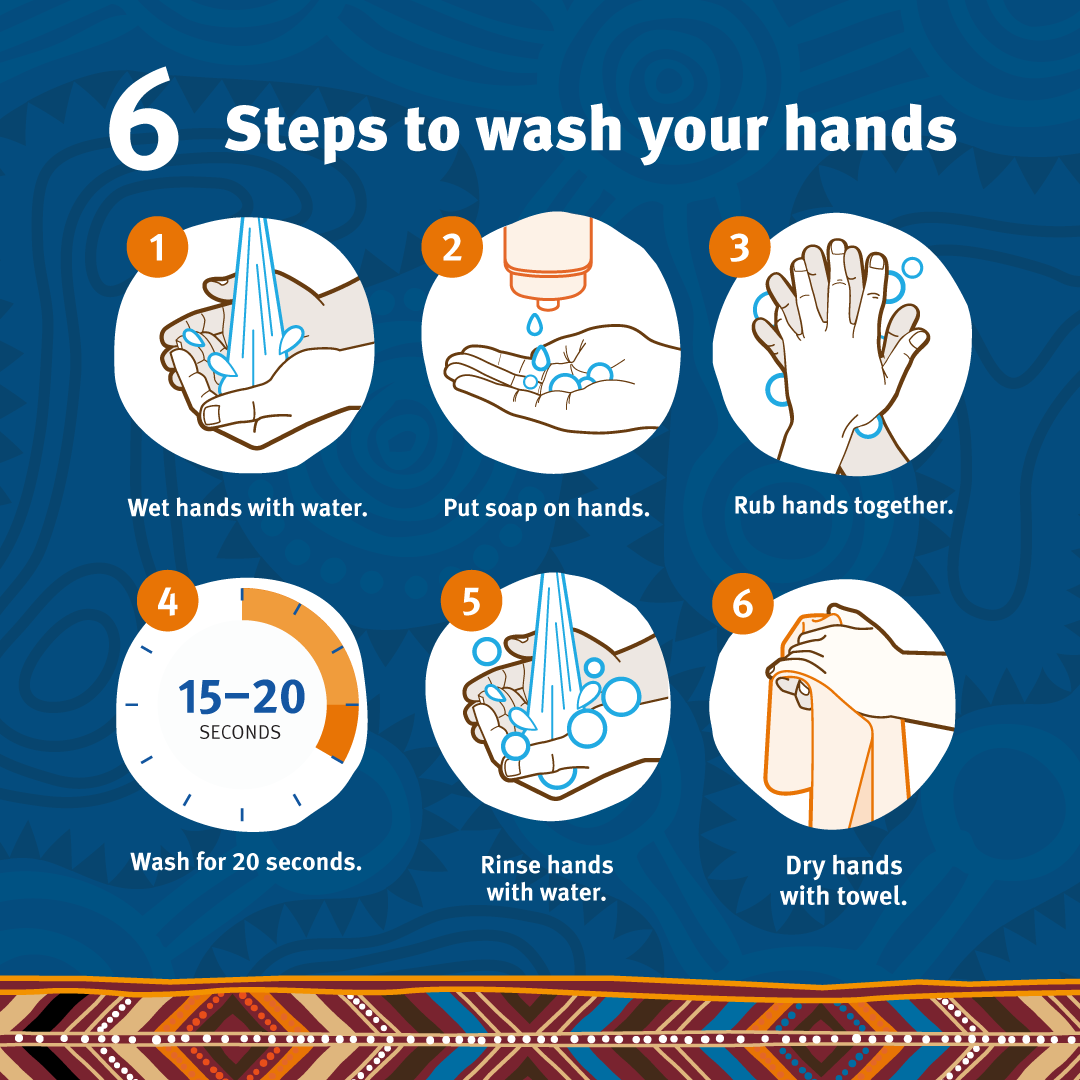 6 Steps to wash your hands
1
2
3
Wet hands with water.
Put soap on hands.
Rub hands together.
4
15–20
SECONDS
5
6
Wash for 20 seconds.
Rinse hands
with water.
Dry hands
with towel.